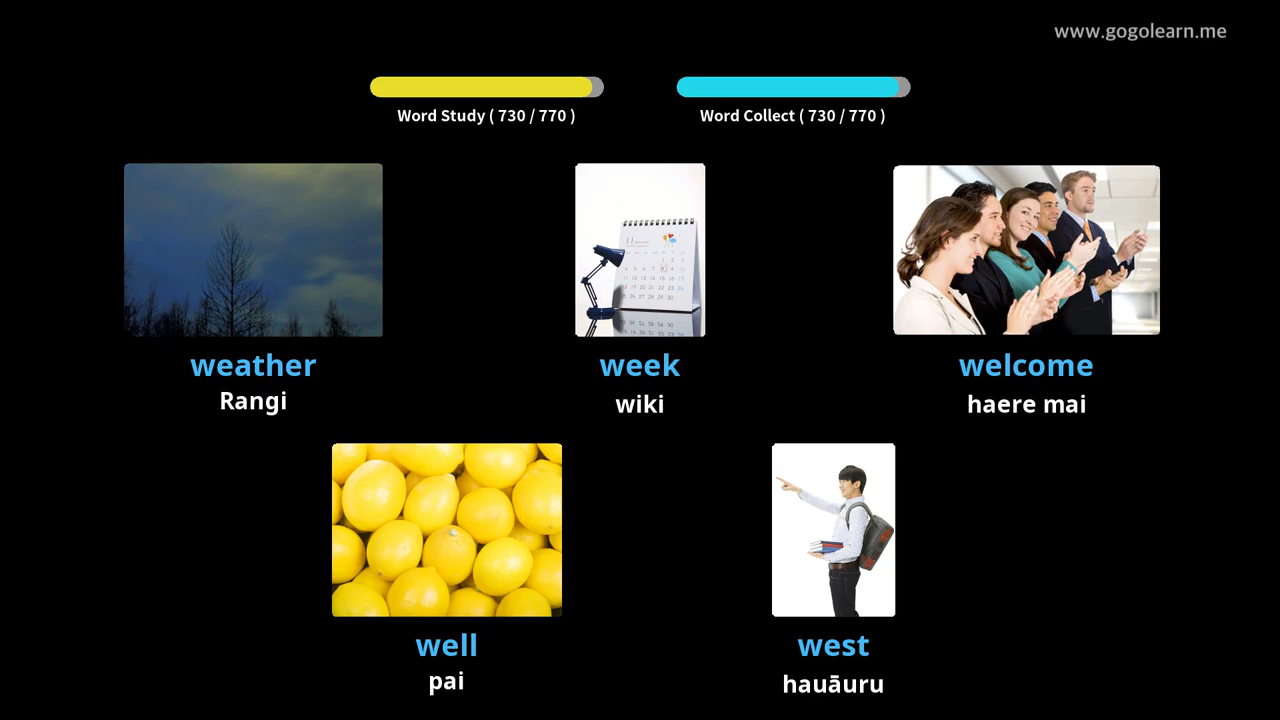 www.gogolearn.me
Word Study ( 730 / 770 )
Word Collect ( 730 / 770 )
weather
Rangi
week
wiki
welcome
haere mai
well
pai
west
hauāuru